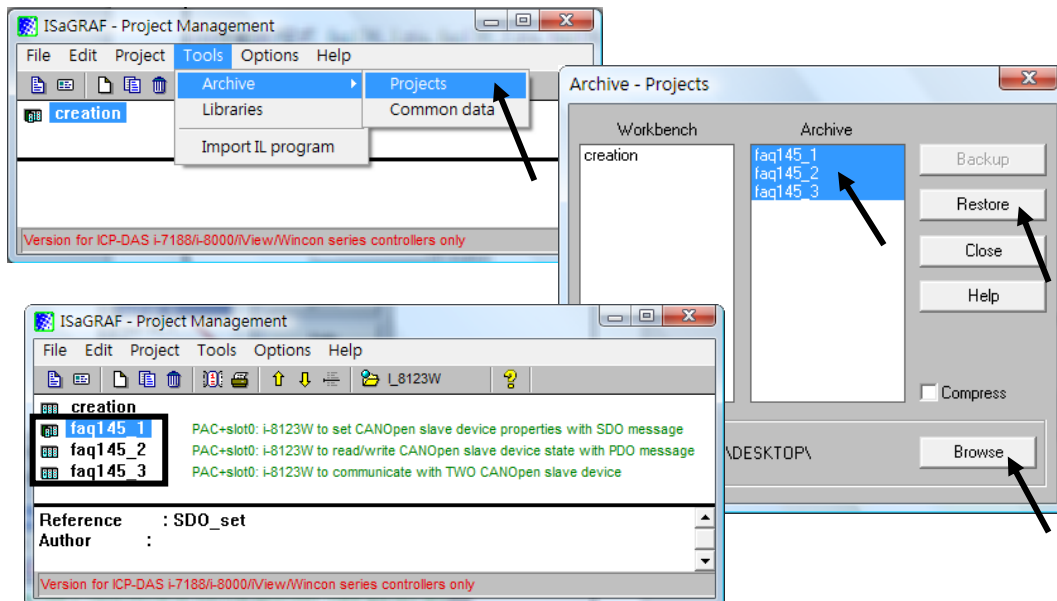 ISaGRAF - Project Management
File Edit Project Tools Options Help
Archive
Projects
Libraries
Common data
Import IL program
creation
Version for ICP-DAS i-7188/i-8000/iView/Wincon series controllers only
Archive - Projects
Workbench
Archive
creation
faq145_1
faq145_2
faq145_3
Backup
Restore
Close
Help
Compress
\DESKTOP\
Browse
ISaGRAF - Project Management
File Edit Project Tools Options Help
I_8123W
creation
faq145_1 PAC+slot0: i-8123W to set CANOpen slave device properties with SDO message
faq145_2 PAC+slot0: i-8123W to read/write CANOpen slave device state with PDO message
faq145_3 PAC+slot0: i-8123W to communicate with TWO CANOpen slave device
Reference : SDO_set
Author :
Version for ICP-DAS i-7188/i-8000/iView/Wincon series controllers only